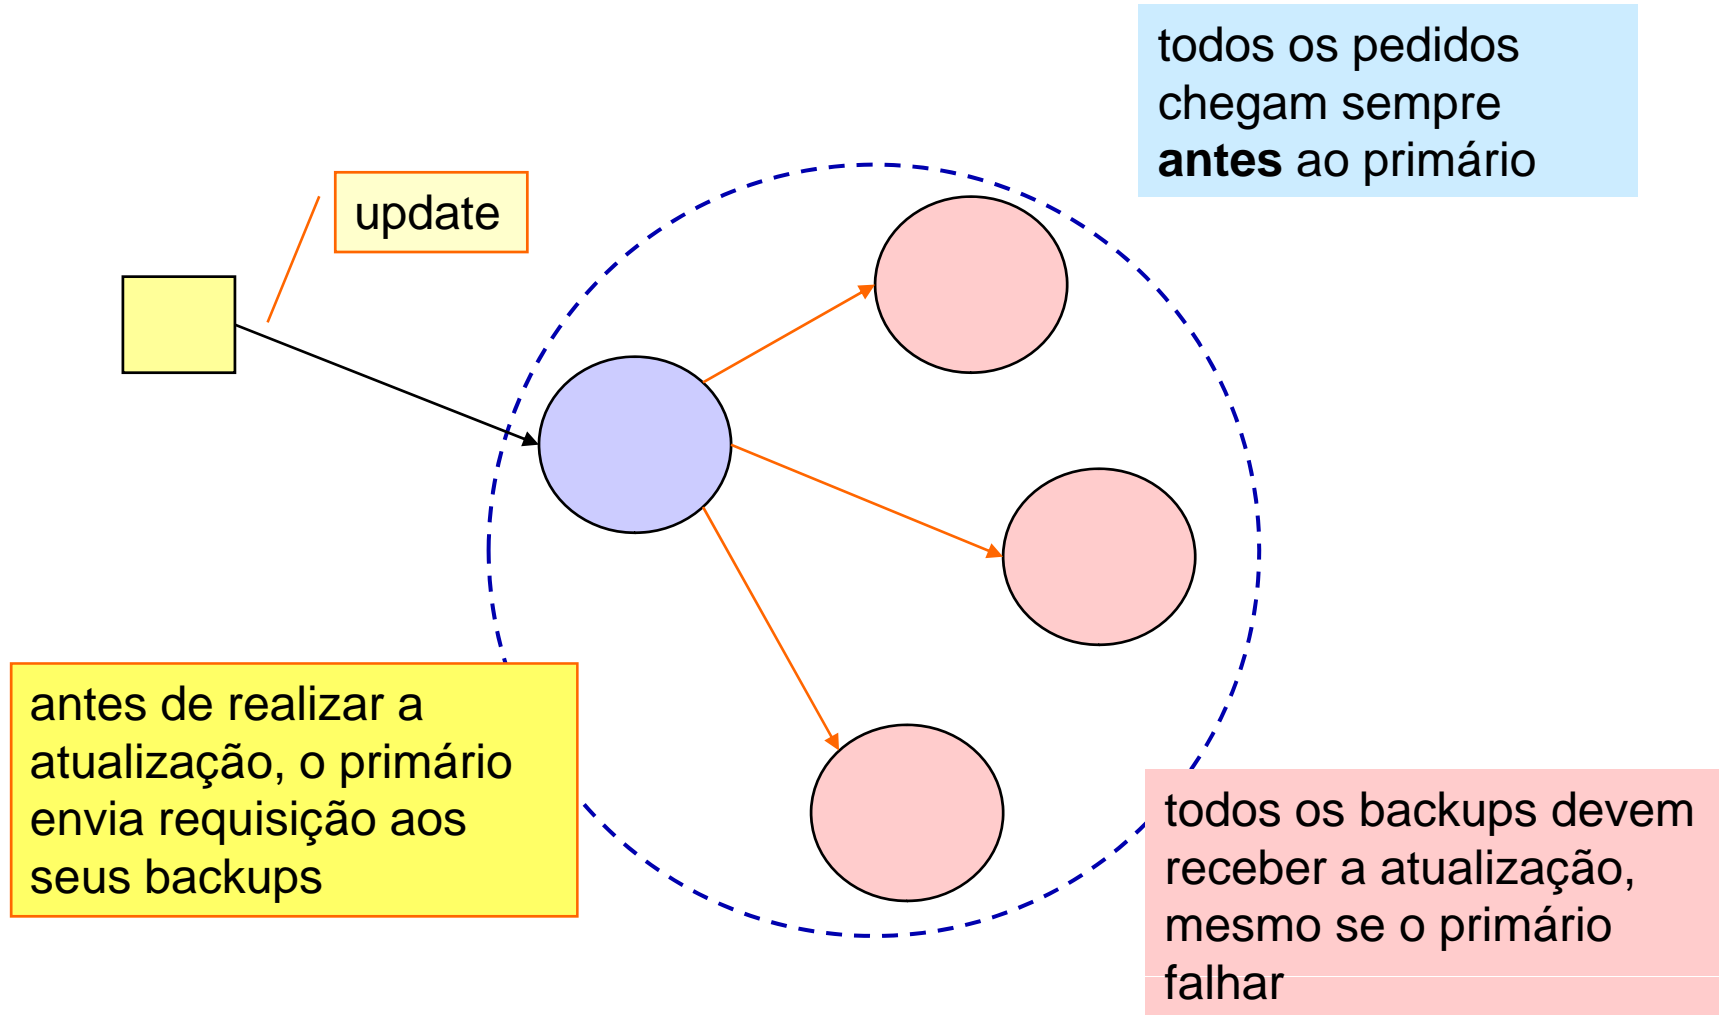 todos os pedidos
chegam sempre
antes ao primário
update
antes de realizar a
atualização, o primário
envia requisição aos
seus backups
todos os backups devem
receber a atualização,
mesmo se o primário
falhar